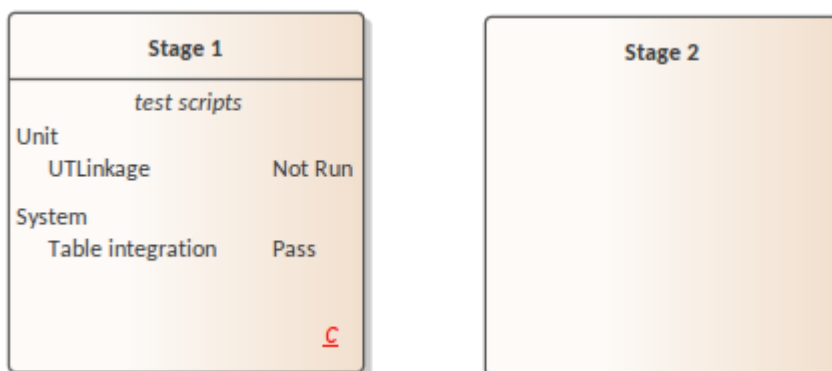 Stage 1
test scripts
Unit
UTLinkage Not Run
System
Table integration Pass
C
Stage 2